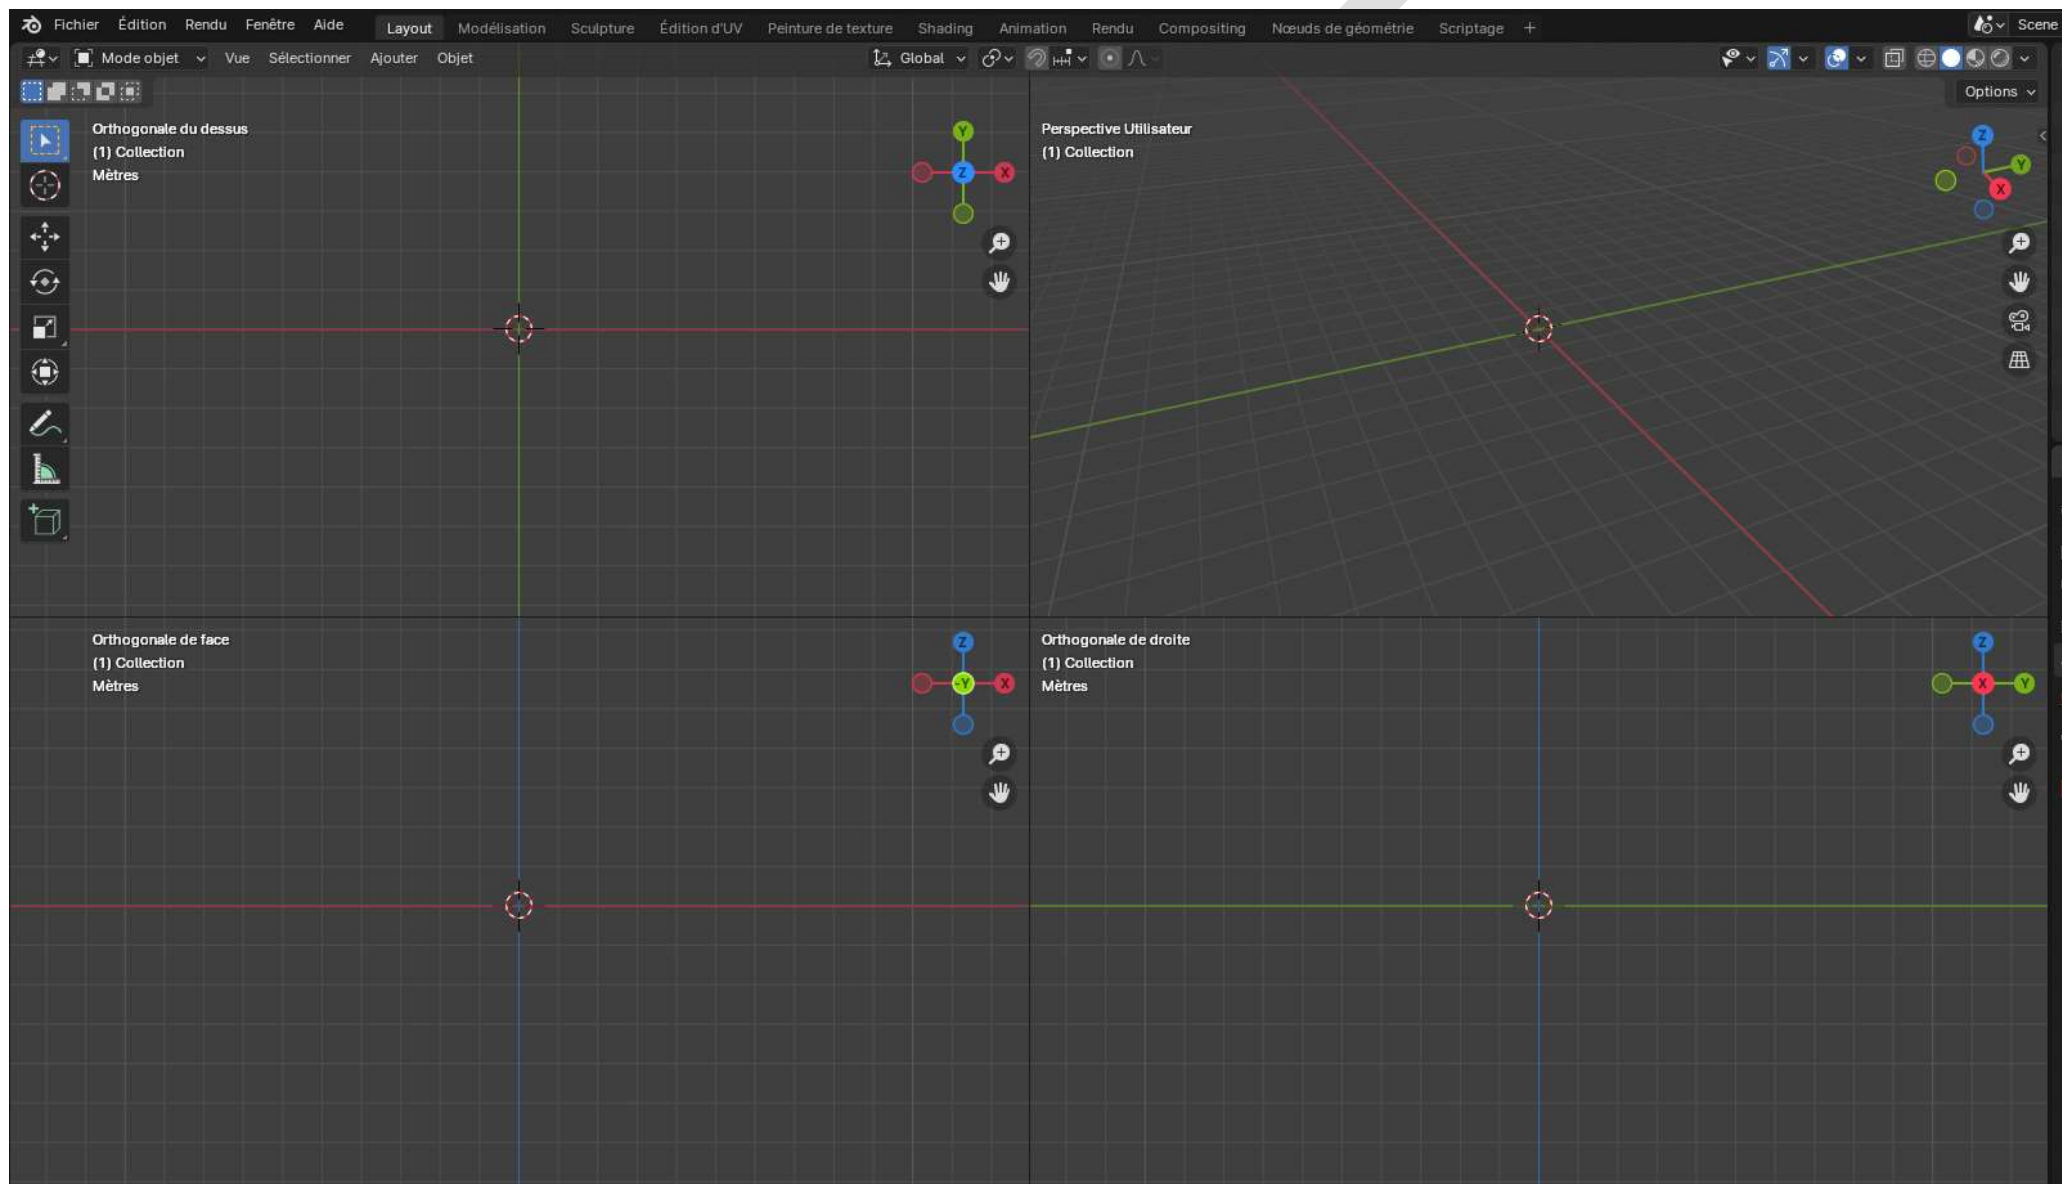 Fichier Édition Rendu Fenêtre Aide Layout Modélisation Sculpture Édition d'UV Peinture de texture Shading Animation Rendu Compositing Nœuds de géométrie Scriptage + Scene
Mode objet Vue Sélectionner Ajouter Objet Global
Options
Orthogonale du dessus
(1) Collection
Mètres
Y
Z X
Perspective Utilisateur
(1) Collection
Z
Y
X
Orthogonale de face
(1) Collection
Mètres
Z
-Y X
Orthogonale de droite
(1) Collection
Mètres
Z
X Y